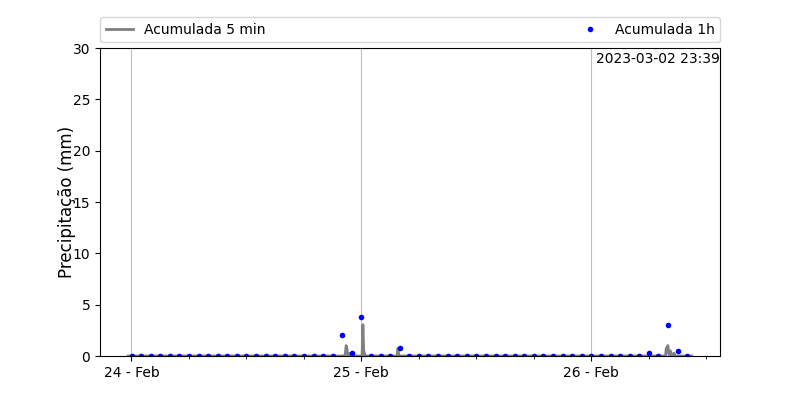 Acumulada 5 min
Acumulada 1h
2023-03-02 23:39
Precipitação (mm)
30
25
20
15
10
5
0
24 - Feb
25 - Feb
26 - Feb